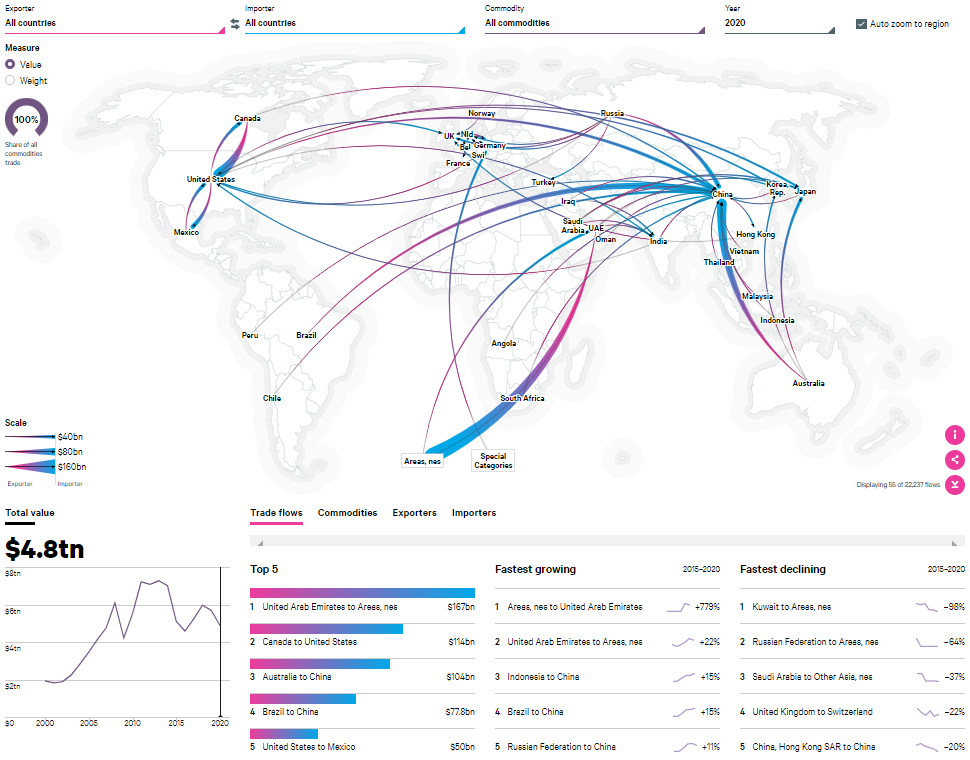 Exporter
All countries
Importer
All countries
Commodity
All commodities
Year
2020
Auto zoom to region
Measure
Value
Weight
100%
Share of all
commodities
trade
Canada
United States
Mexico
Norway
Russia
UK
Nld
Bel
Germany
Swi
France
Turkey
Iraq
Saudi
Arabia
UAE
Oman
India
China
Korea,
Rep.
Japan
Hong Kong
Vietnam
Thailand
Malaysia
Indonesia
Peru
Brazil
Chile
Angola
South Africa
Australia
Areas, nes
Special
Categories
Scale
$40bn
$80bn
$160bn
Exporter
Importer
Displaying 55 of 22,237 flows
Total value
$4.8tn
$8tn
$6tn
$4tn
$2tn
$0
2000
2005
2010
2015
2020
Trade flows
Commodities
Exporters
Importers
Top 5
1 United Arab Emirates to Areas, nes $167bn
2 Canada to United States $114bn
3 Australia to China $104bn
4 Brazil to China $77.8bn
5 United States to Mexico $50bn
Fastest growing 2015–2020
1 Areas, nes to United Arab Emirates +779%
2 United Arab Emirates to Areas, nes +22%
3 Indonesia to China +15%
4 Brazil to China +15%
5 Russian Federation to China +11%
Fastest declining 2015–2020
1 Kuwait to Areas, nes −98%
2 Russian Federation to Areas, nes −64%
3 Saudi Arabia to Other Asie, nes −37%
4 United Kingdom to Switzerland −22%
5 China, Hong Kong SAR to China −20%